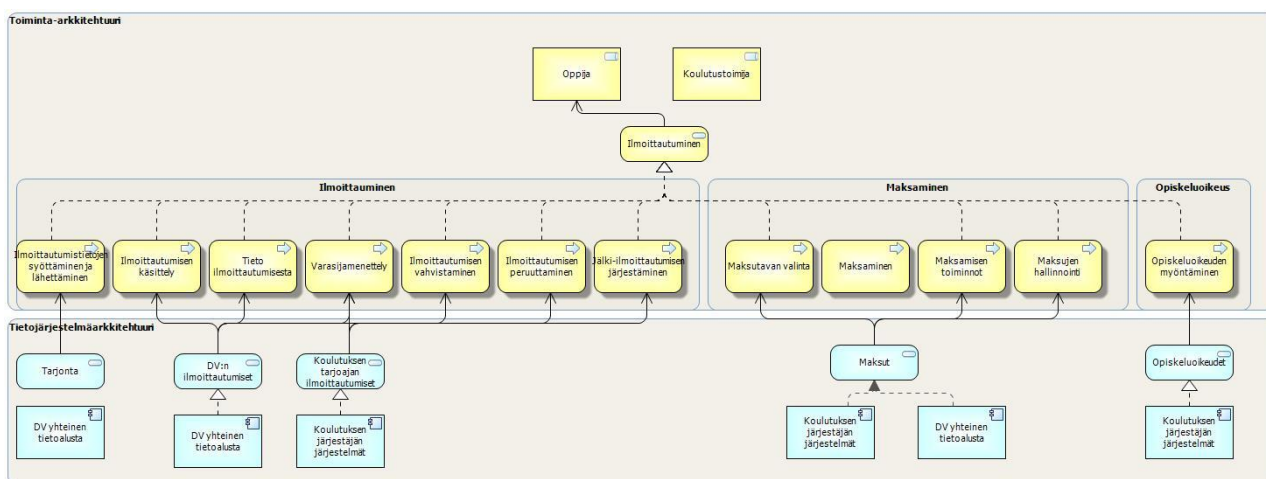 Toiminta-arkkitehtuuri
Oppija
Koulutustoimija
Ilmoittautuminen
Ilmoittauminen
Maksaminen
Opiskeluoikeus
Ilmoittautumistietojen
syöttäminen ja
lähettäminen
Ilmoittautumisen
käsittely
Tieto
ilmoittautumisesta
Varasijamenettely
Ilmoittautumisen
vahvistaminen
Ilmoittautumisen
peruuttaminen
Jälki-ilmoittautumisen
järjestäminen
Maksutavan valinta
Maksaminen
Maksamisen
toiminnot
Maksujen
hallinnointi
Opiskeluoikeuden
myöntäminen
Tietojärjestelmäarkkitehtuuri
Tarjonta
DV:n
ilmoittautumiset
Koulutuksen
tarjoajan
ilmoittautumiset
Maksut
Opiskeluoikeudet
DV yhteinen
tietoalusta
DV yhteinen
tietoalusta
Koulutuksen
järjestäjän
järjestelmät
Koulutuksen
järjestäjän
järjestelmät
DV yhteinen
tietoalusta
Koulutuksen
järjestäjän
järjestelmät